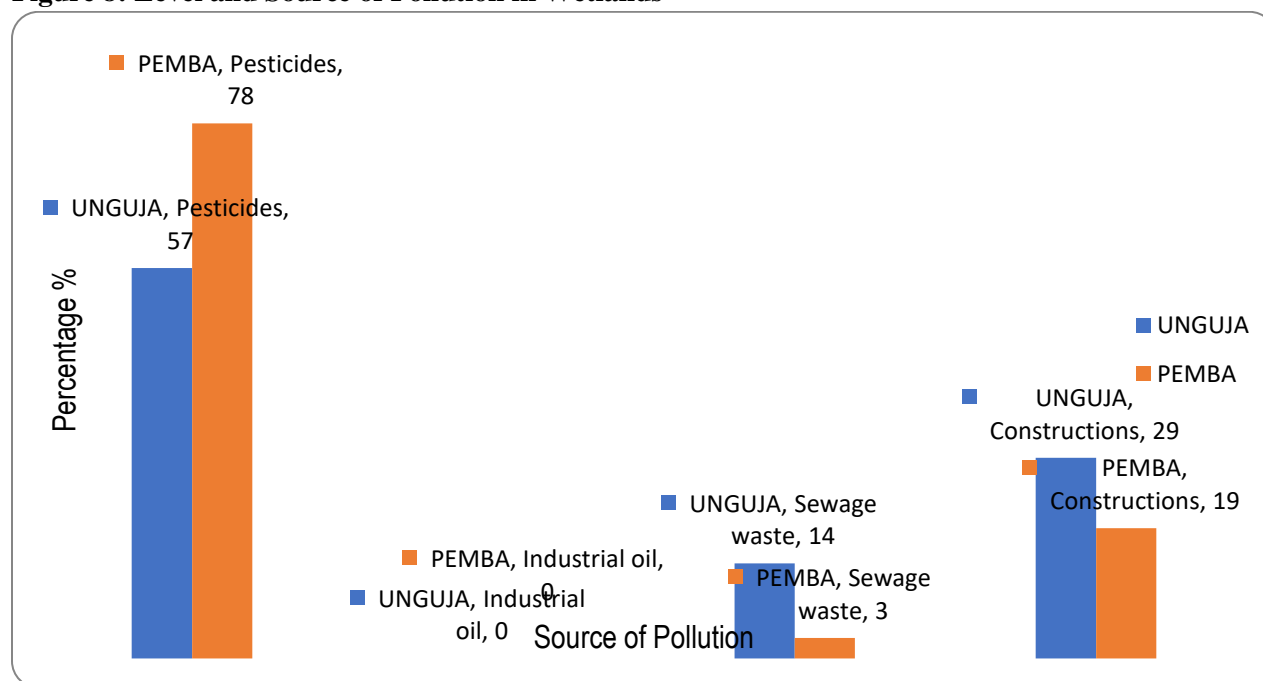 PEMBA, Pesticides,
78
UNGUJA, Pesticides,
57
Percentage %
UNGUJA
PEMBA
UNGUJA,
Constructions, 29
PEMBA,
Constructions, 19
UNGUJA, Sewage
waste, 14
PEMBA, Sewage
waste, 3
PEMBA, Industrial oil,
0
UNGUJA, Industrial
oil, 0
Source of Pollution